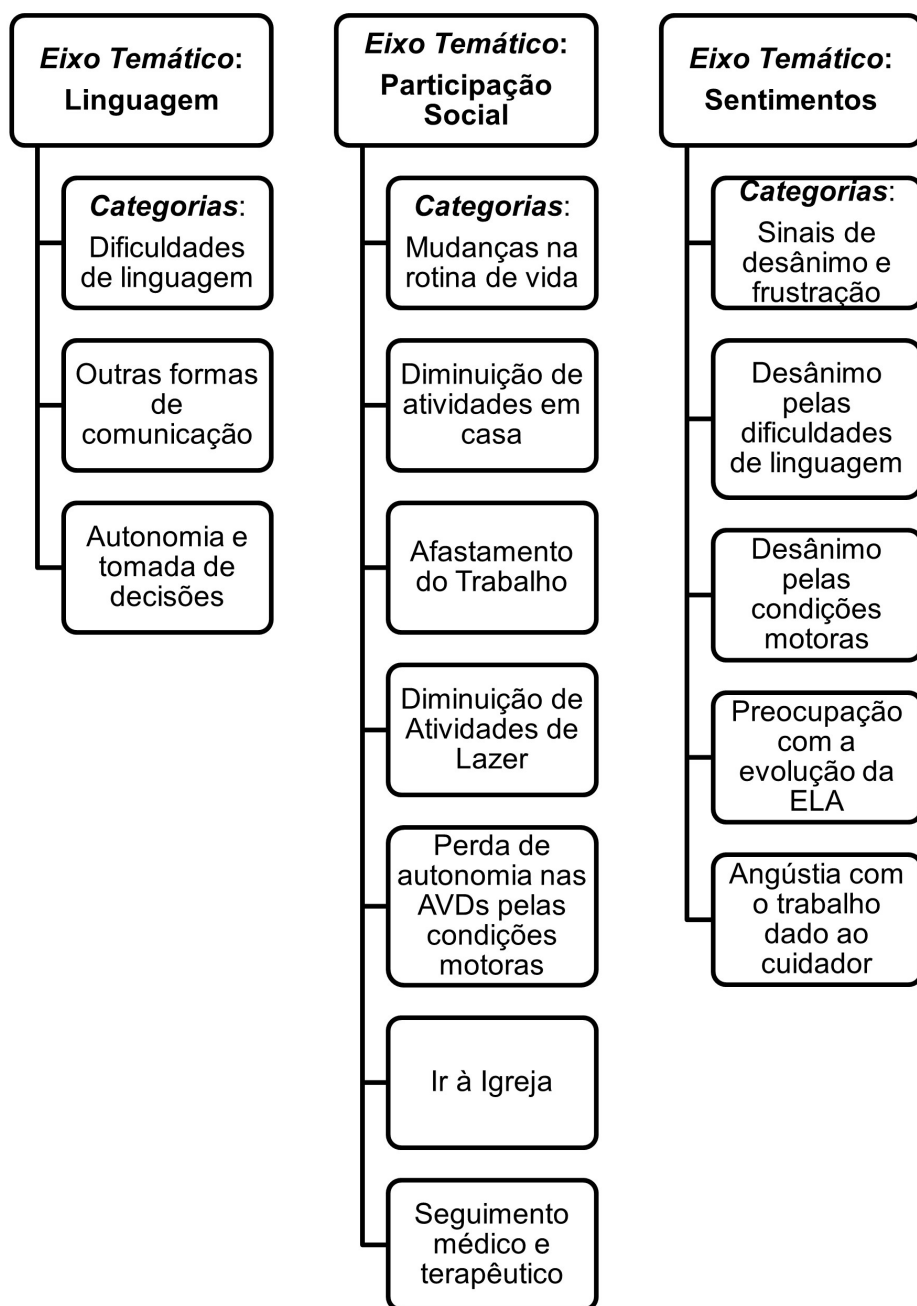 Eixo Temático:
Linguagem
Categorias:
Dificuldades
de linguagem
Outras formas
de
comunicação
Autonomia e
tomada de
decisões
Eixo Temático:
Participação
Social
Categorias:
Mudanças na
rotina de vida
Diminuição de
atividades em
casa
Afastamento
do Trabalho
Diminuição de
Atividades de
Lazer
Perda de
autonomia nas
AVDs pelas
condições
motoras
Ir à Igreja
Seguimento
médico e
terapêutico
Eixo Temático:
Sentimentos
Categorias:
Sinais de
desânimo e
frustração
Desânimo
pelas
dificuldades
de linguagem
Desânimo
pelas
condições
motoras
Preocupação
com a
evolução da
ELA
Angústia com
o trabalho
dado ao
cuidador